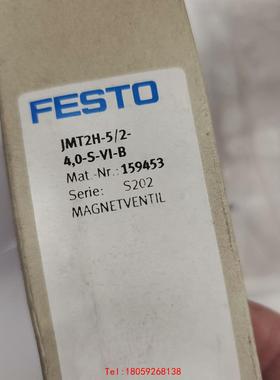 FESTO
JMT2H-5/2-
4,0-S-VI-B
Mat.-Nr.: 159453
Serie: S202
MAGNETVENTIL
Tel:18059268138